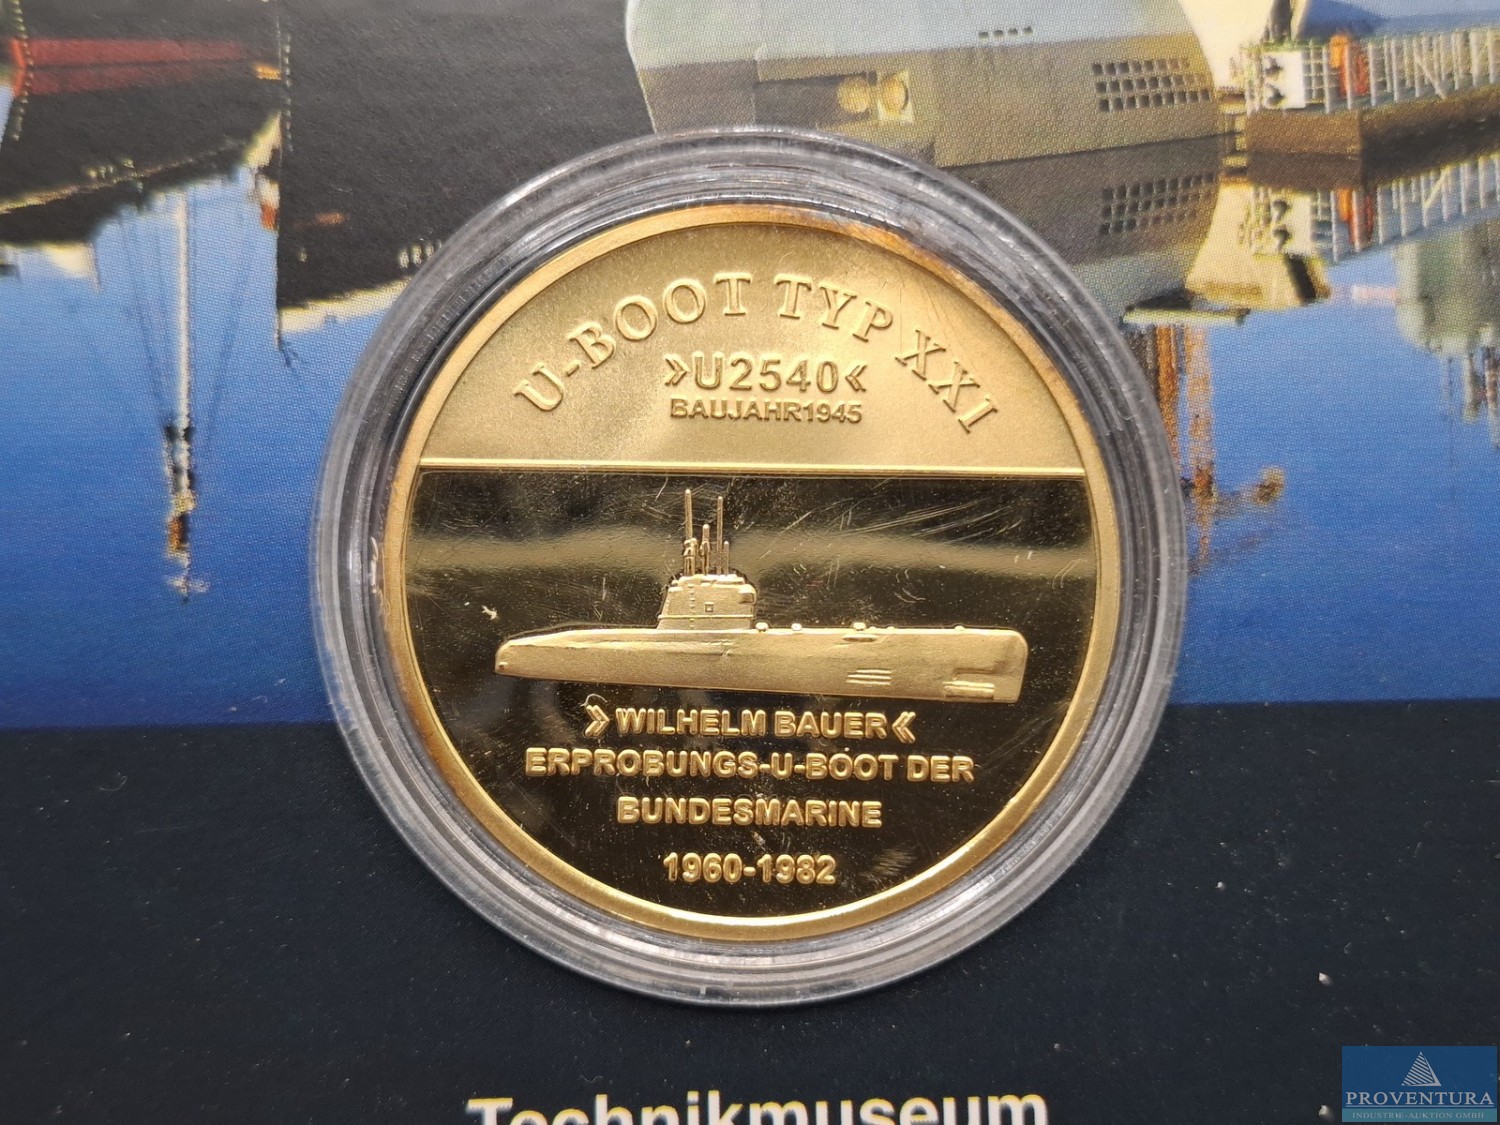 U-BOOT TYP XXI
»U2540«
BAUJAHR1945
»WILHELM BAUER«
ERPROBUNGS-U-BOOT DER
BUNDESMARINE
1960-1982
Technikmuseum
PROVENTURA
INDUSTRIE-AUKTION GMBH